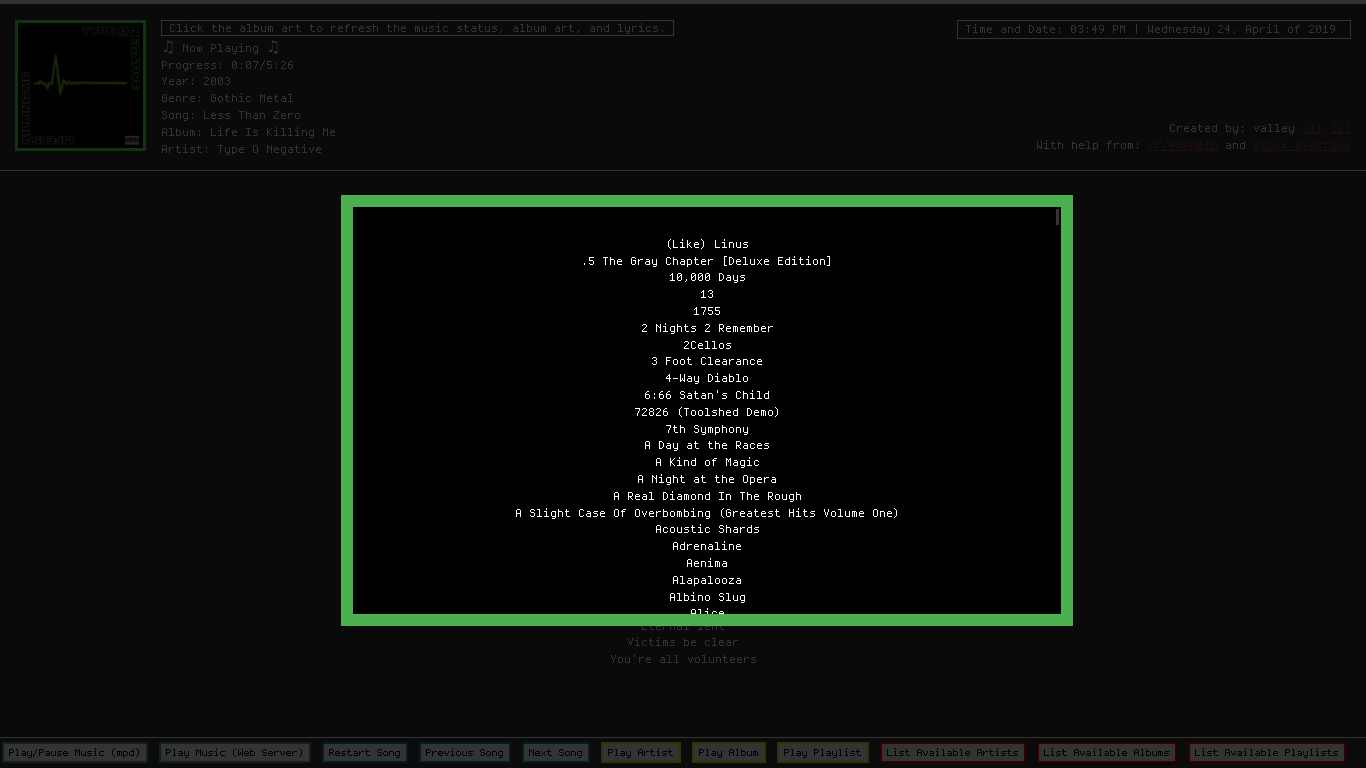 Click the album art to refresh the music status, album art, and lyrics.
Time and Date: 03:49 PM | Wednesday 24, April of 2019
♫ Now Playing ♫
Progress: 0:07/5:26
Year: 2003
Genre: Gothic Metal
Song: Less Than Zero
Album: Life Is Killing Me
Artist: Type O Negative
Created by: valley [1] [2]
With help from: /r/PHPhelp and Stack Overflow
(Like) Linus
.5 The Gray Chapter [Deluxe Edition]
10,000 Days
13
1755
2 Nights 2 Remember
2Cellos
3 Foot Clearance
4-Way Diablo
6:66 Satan's Child
72826 (Toolshed Demo)
7th Symphony
A Day at the Races
A Kind of Magic
A Night at the Opera
A Real Diamond In The Rough
A Slight Case Of Overbombing (Greatest Hits Volume One)
Acoustic Shards
Adrenaline
Aenima
Alapalooza
Albino Slug
Alice
Victims be clear
You're all volunteers
Play/Pause Music (mpd)
Play Music (Web Server)
Restart Song
Previous Song
Next Song
Play Artist
Play Album
Play Playlist
List Available Artists
List Available Albums
List Available Playlists